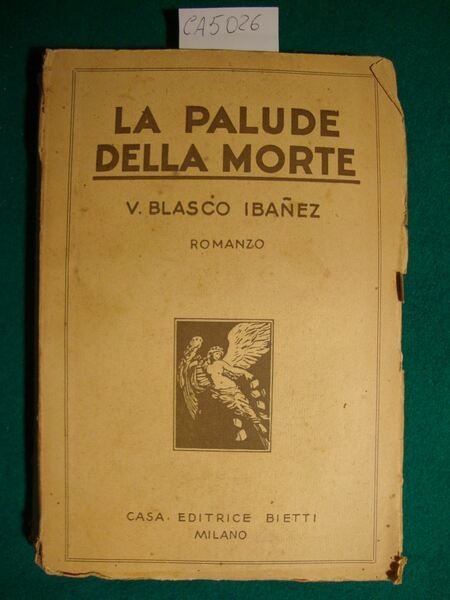 CA5026
LA PALUDE
DELLA MORTE
V. BLASCO IBAÑEZ
ROMANZO
CASA EDITRICE BIETTI
MILANO